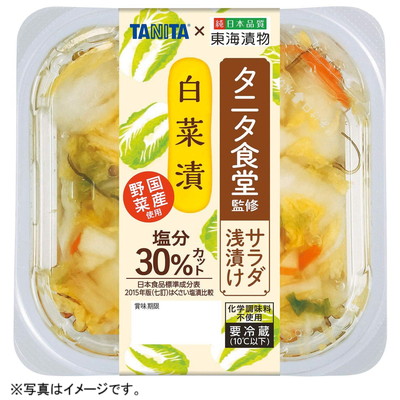 TANITA × 純日本品質
東海漬物
タニタ食堂
監修
サラダ
浅漬け
白菜漬
国産
野菜
使用
塩分
30%カット
日本食品標準成分表
2015年版(七訂)はくさい塩漬比較
賞味期限
化学調味料
不使用
要冷蔵
(10℃以下)
※写真はイメージです。